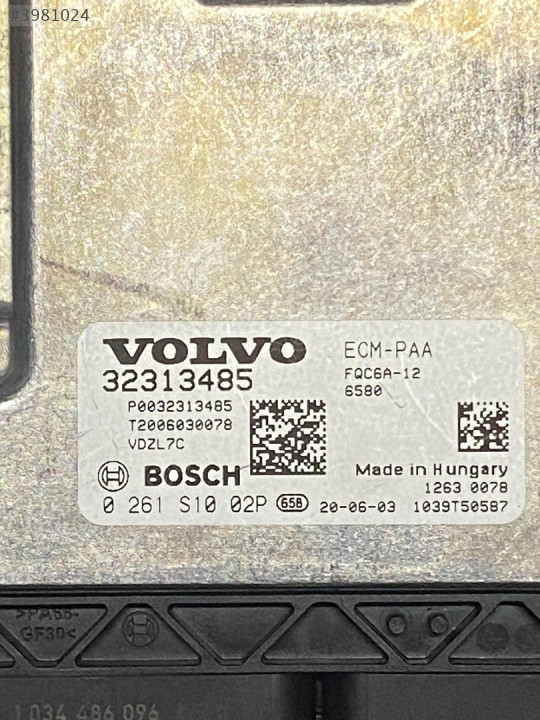 #3981024
VOLVO
32313485
P0032313485
T2006030078
VDZL7C
ECM-PAA
FQC6A-12
6580
BOSCH
0 261 S10 02P 658
Made in Hungary
1263 0078
20-06-03 1039T50587
>PA66-
GF30<
1 034 486 096